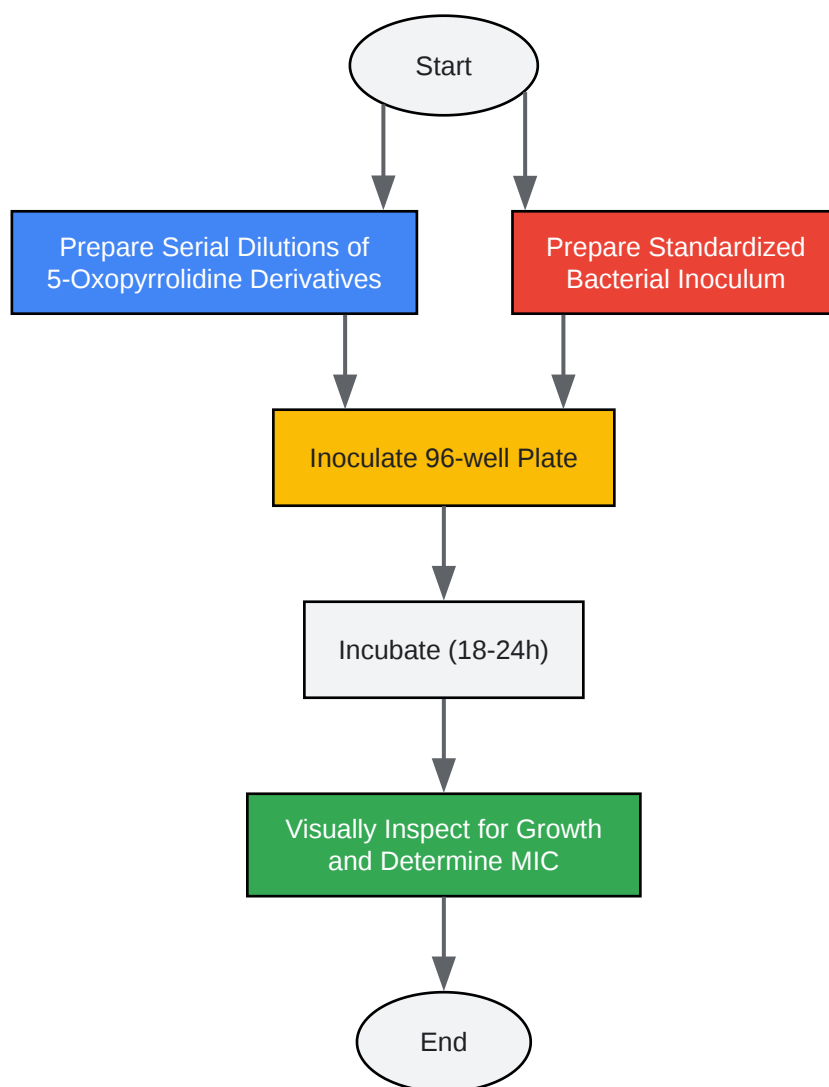 Start
Prepare Serial Dilutions of
5-Oxopyrrolidine Derivatives
Prepare Standardized
Bacterial Inoculum
Inoculate 96-well Plate
Incubate (18-24h)
Visually Inspect for Growth
and Determine MIC
End